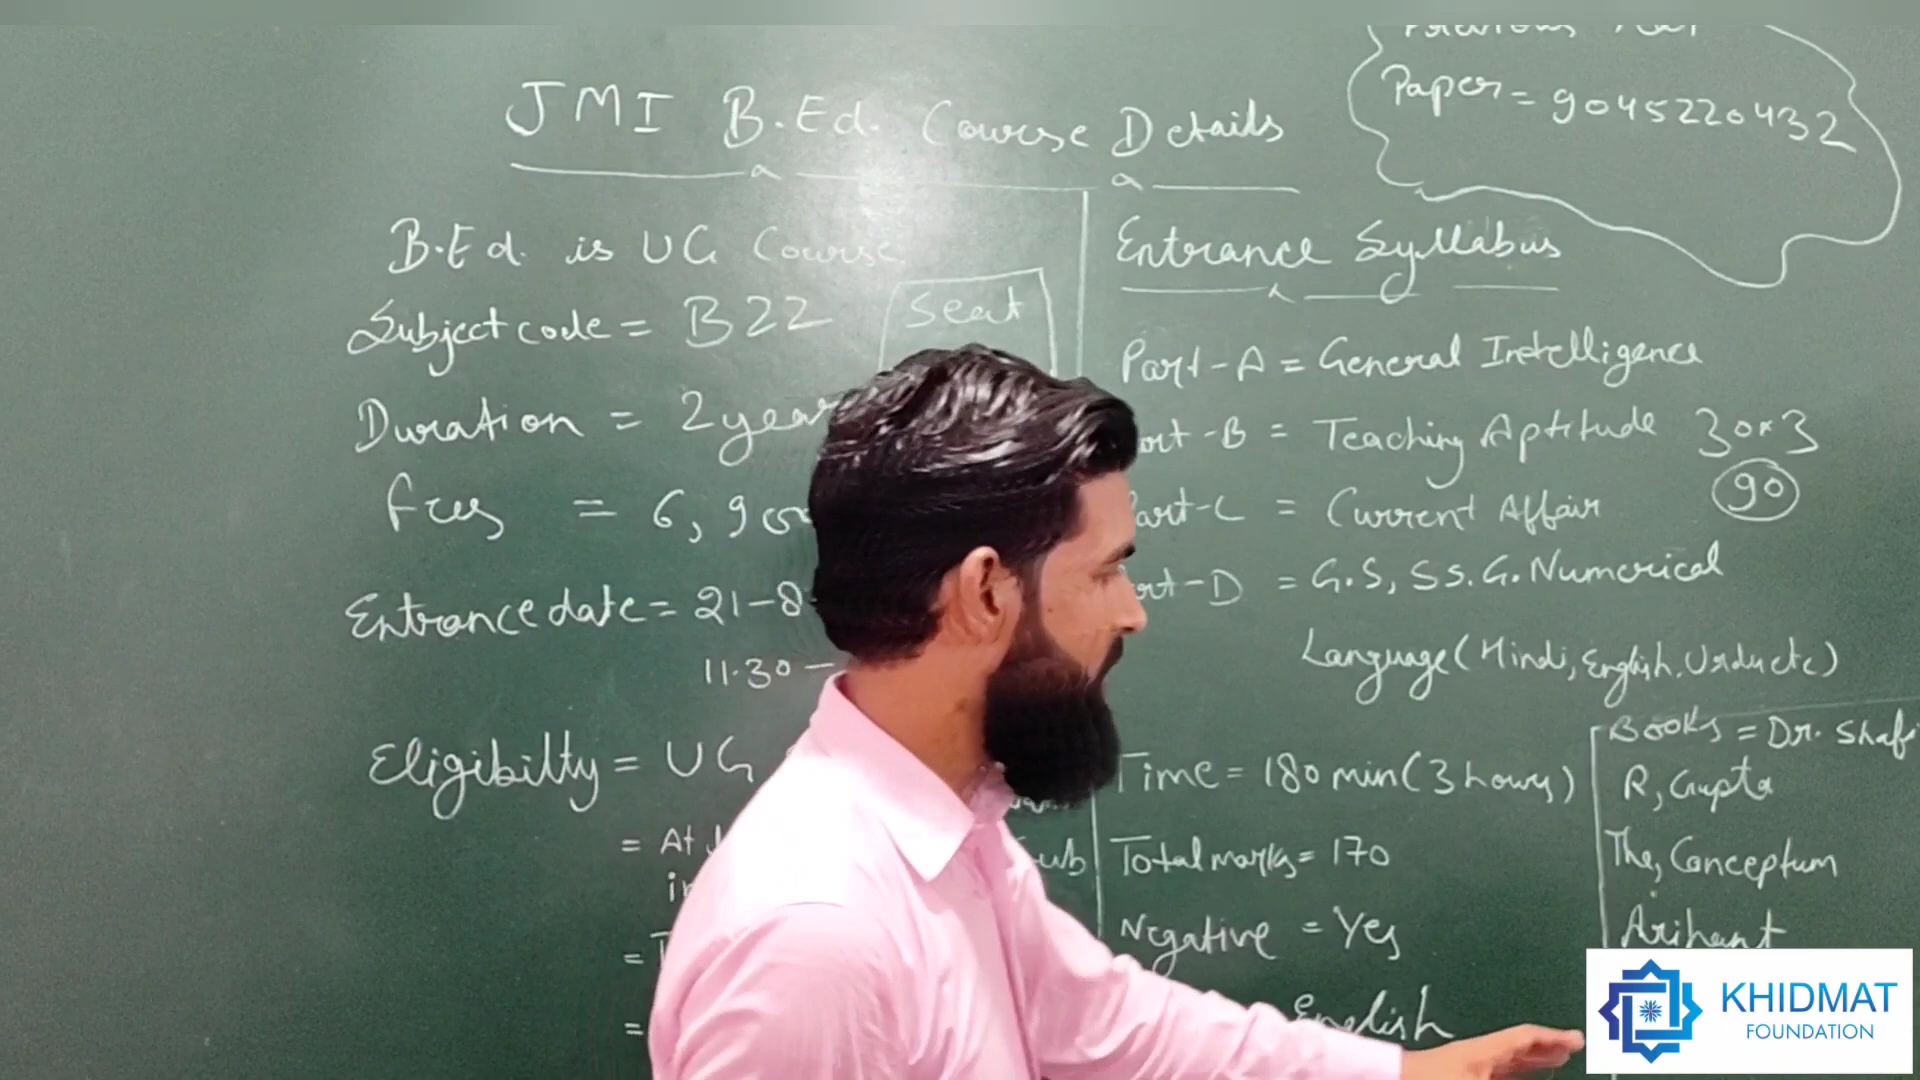 Paper = 9045220432
JMI B.Ed. Course Details
B.Ed. is UG Course
Subject code = B22
Seat
Duration = 2 year
fees = 6,900
Entrance date = 21-8-
11.30 -
Eligibilty = UG
= At
=
=
Entrance Syllabus
Part-A = General Intelligence
Part-B = Teaching Aptitude 30×3
90
Part-C = Current Affair
Part-D = G.S, Ss. G. Numerical
Language (Hindi, English, Urdu etc)
Time = 180 min (3 hours)
Total marks = 170
Negative = Yes
English
Books = Dr. Shafi
R, Gupta
The, Conceptum
Arihant
KHIDMAT
FOUNDATION